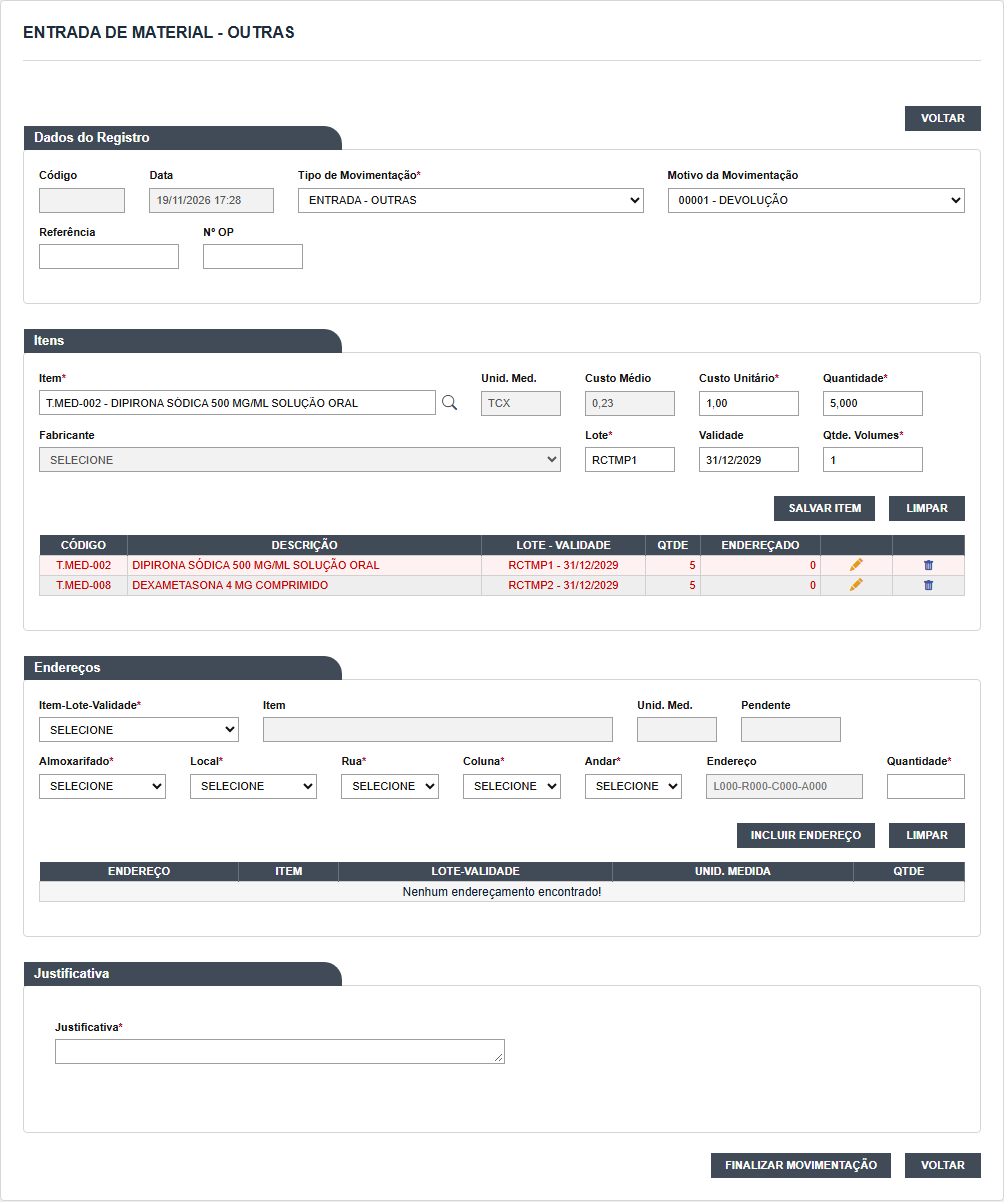 ENTRADA DE MATERIAL - OUTRAS
VOLTAR
Dados do Registro
Código Data Tipo de Movimentação* Motivo da Movimentação
19/11/2026 17:28 ENTRADA - OUTRAS 00001 - DEVOLUÇÃO
Referência Nº OP
Itens
Item* Unid. Med. Custo Médio Custo Unitário* Quantidade*
T.MED-002 - DIPIRONA SÓDICA 500 MG/ML SOLUÇÃO ORAL TCX 0,23 1,00 5,000
Fabricante Lote* Validade Qtde. Volumes*
SELECIONE RCTMP1 31/12/2029 1
SALVAR ITEM LIMPAR
CÓDIGO DESCRIÇÃO LOTE - VALIDADE QTDE ENDEREÇADO
T.MED-002 DIPIRONA SÓDICA 500 MG/ML SOLUÇÃO ORAL RCTMP1 - 31/12/2029 5 0
T.MED-008 DEXAMETASONA 4 MG COMPRIMIDO RCTMP2 - 31/12/2029 5 0
Endereços
Item-Lote-Validade* Item Unid. Med. Pendente
SELECIONE
Almoxarifado* Local* Rua* Coluna* Andar* Endereço Quantidade*
SELECIONE SELECIONE SELECIONE SELECIONE SELECIONE L000-R000-C000-A000
INCLUIR ENDEREÇO LIMPAR
ENDEREÇO ITEM LOTE-VALIDADE UNID. MEDIDA QTDE
Nenhum endereçamento encontrado!
Justificativa
Justificativa*
FINALIZAR MOVIMENTAÇÃO VOLTAR